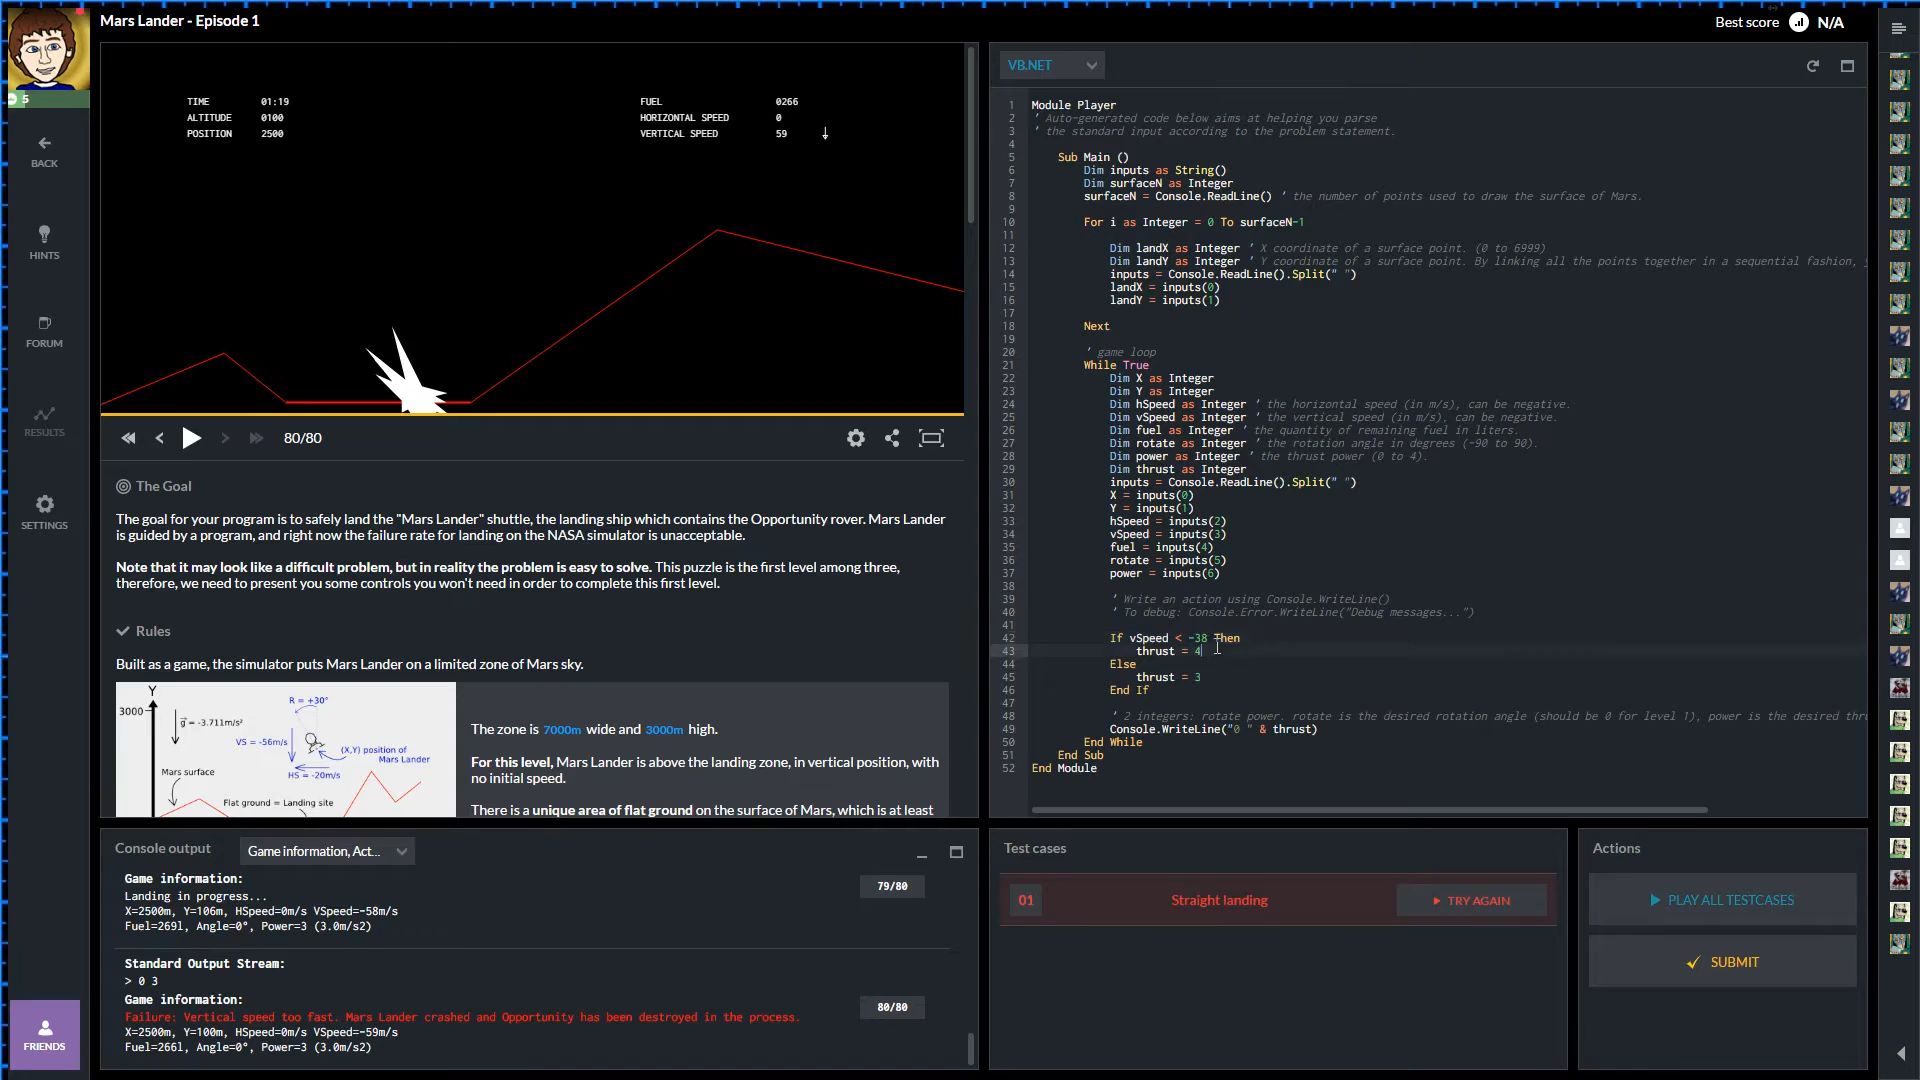 Mars Lander - Episode 1
Best score N/A
5
BACK
HINTS
FORUM
RESULTS
SETTINGS
FRIENDS
TIME 01:19
ALTITUDE 0100
POSITION 2500
FUEL 0266
HORIZONTAL SPEED 0
VERTICAL SPEED 59
80/80
The Goal
The goal for your program is to safely land the "Mars Lander" shuttle, the landing ship which contains the Opportunity rover. Mars Lander
is guided by a program, and right now the failure rate for landing on the NASA simulator is unacceptable.
Note that it may look like a difficult problem, but in reality the problem is easy to solve. This puzzle is the first level among three,
therefore, we need to present you some controls you won't need in order to complete this first level.
Rules
Built as a game, the simulator puts Mars Lander on a limited zone of Mars sky.
Y
3000
g = -3.711m/s²
R = +30°
VS = -56m/s
(X,Y) position of
Mars Lander
HS = -20m/s
Mars surface
Flat ground = Landing site
The zone is 7000m wide and 3000m high.
For this level, Mars Lander is above the landing zone, in vertical position, with
no initial speed.
There is a unique area of flat ground on the surface of Mars, which is at least
Console output
Game information, Act...
Game information:
Landing in progress...
X=2500m, Y=106m, HSpeed=0m/s VSpeed=-58m/s
Fuel=269l, Angle=0°, Power=3 (3.0m/s2)
79/80
Standard Output Stream:
> 0 3
Game information:
Failure: Vertical speed too fast. Mars Lander crashed and Opportunity has been destroyed in the process.
X=2500m, Y=100m, HSpeed=0m/s VSpeed=-59m/s
Fuel=266l, Angle=0°, Power=3 (3.0m/s2)
80/80
VB.NET
1 Module Player
2 ' Auto-generated code below aims at helping you parse
3 ' the standard input according to the problem statement.
4
5 Sub Main ()
6 Dim inputs as String()
7 Dim surfaceN as Integer
8 surfaceN = Console.ReadLine() ' the number of points used to draw the surface of Mars.
9
10 For i as Integer = 0 To surfaceN-1
11
12 Dim landX as Integer ' X coordinate of a surface point. (0 to 6999)
13 Dim landY as Integer ' Y coordinate of a surface point. By linking all the points together in a sequential fashion,
14 inputs = Console.ReadLine().Split(" ")
15 landX = inputs(0)
16 landY = inputs(1)
17
18 Next
19
20 ' game loop
21 While True
22 Dim X as Integer
23 Dim Y as Integer
24 Dim hSpeed as Integer ' the horizontal speed (in m/s), can be negative.
25 Dim vSpeed as Integer ' the vertical speed (in m/s), can be negative.
26 Dim fuel as Integer ' the quantity of remaining fuel in liters.
27 Dim rotate as Integer ' the rotation angle in degrees (-90 to 90).
28 Dim power as Integer ' the thrust power (0 to 4).
29 Dim thrust as Integer
30 inputs = Console.ReadLine().Split(" ")
31 X = inputs(0)
32 Y = inputs(1)
33 hSpeed = inputs(2)
34 vSpeed = inputs(3)
35 fuel = inputs(4)
36 rotate = inputs(5)
37 power = inputs(6)
38
39 ' Write an action using Console.WriteLine()
40 ' To debug: Console.Error.WriteLine("Debug messages...")
41
42 If vSpeed < -38 Then
43 thrust = 4
44 Else
45 thrust = 3
46 End If
47
48 ' 2 integers: rotate power. rotate is the desired rotation angle (should be 0 for level 1), power is the desired thr
49 Console.WriteLine("0 " & thrust)
50 End While
51 End Sub
52 End Module
Test cases
01 Straight landing TRY AGAIN
Actions
PLAY ALL TESTCASES
SUBMIT